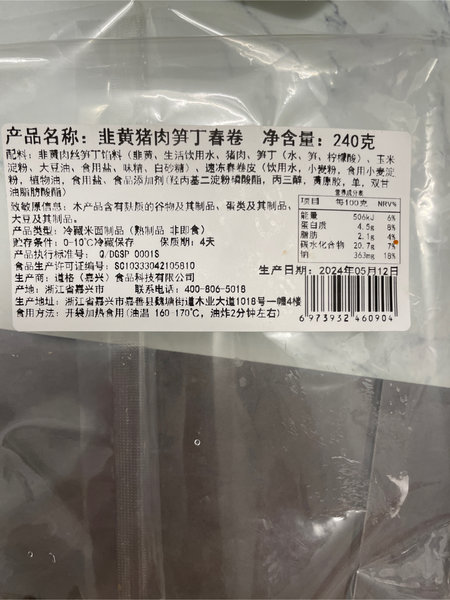 产品名称：韭黄猪肉笋丁春卷 净含量：240克
配料：韭黄肉丝笋丁馅料（韭黄、生活饮用水、猪肉、笋丁（水、笋，柠檬酸）、玉米
淀粉、大豆油、食用盐、味精、白砂糖）、速冻春卷皮（饮用水，小麦粉，食用小麦淀
粉，植物油，食用盐、食品添加剂(羟丙基二淀粉磷酸酯，丙三醇，黄原胶，单，双甘
油脂肪酸酯）
致敏原信息：本产品含有麸质的谷物及其制品、蛋类及其制品、
大豆及其制品。
产品类型：冷藏米面制品（熟制品 非即食）
贮存条件：0-10℃冷藏保存 保质期：4天
产品执行标准号：Q/DGSP 0001S
食品生产许可证编号：SC10333042105810
生产商：道裕（嘉兴）食品科技有限公司
产地：浙江省嘉兴市 联系电话：400-806-5018
生产地址：浙江省嘉兴市嘉善县魏塘街道木业大道1018号一幢4楼
食用方法：开袋加热食用(油温 160-170℃，油炸2分钟左右)
营养成分表
项目 每100克 NRV%
能量 506kJ 6%
蛋白质 4.5g 8%
脂肪 2.1g 4%
碳水化合物 20.7g 7%
钠 363mg 18%
生产日期：2024年05月12日
6973932460904